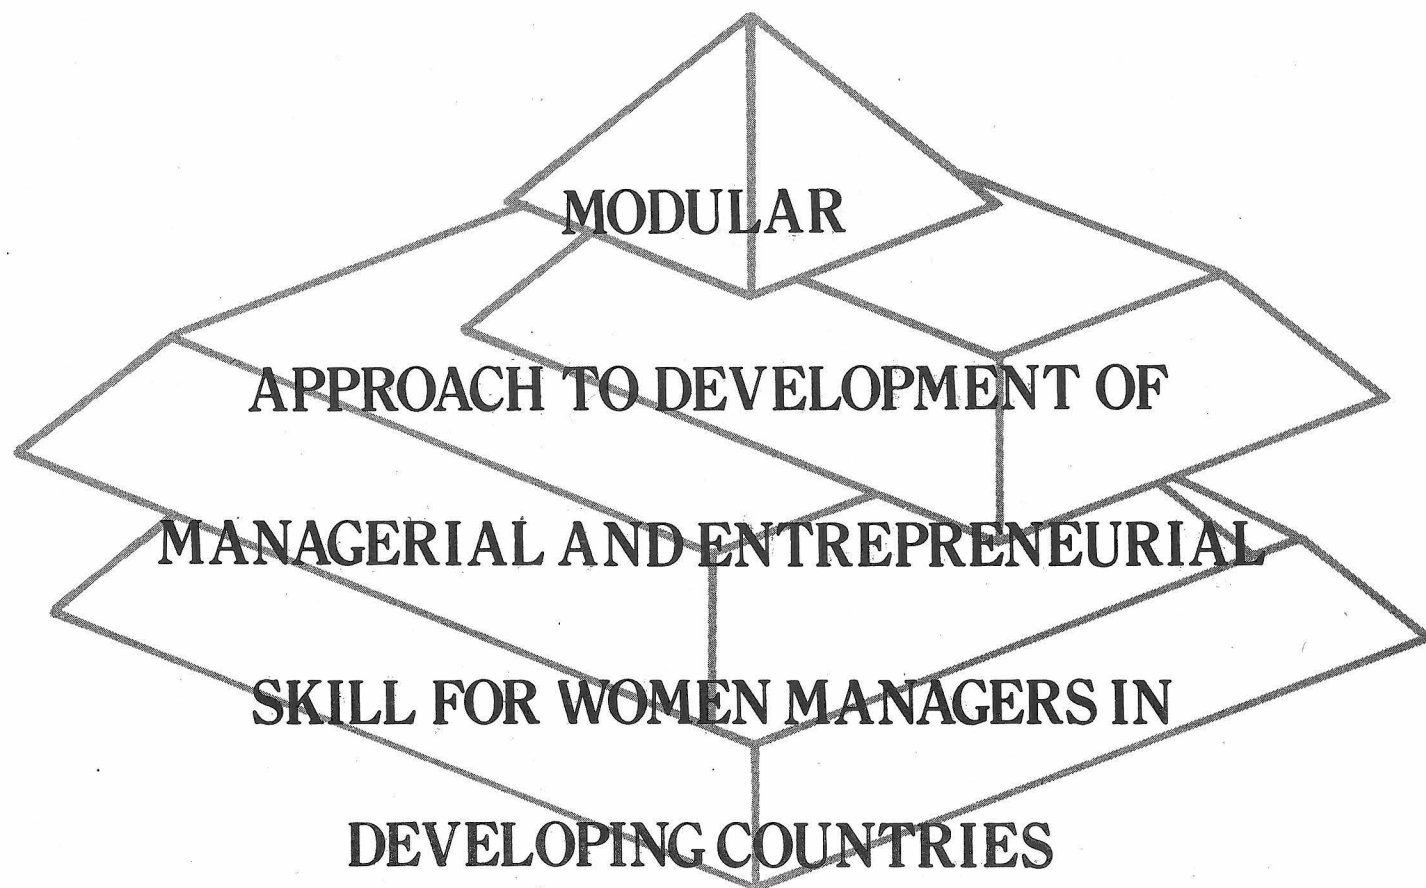 MODULAR
APPROACH TO DEVELOPMENT OF
MANAGERIAL AND ENTREPRENEURIAL
SKILL FOR WOMEN MANAGERS IN
DEVELOPING COUNTRIES